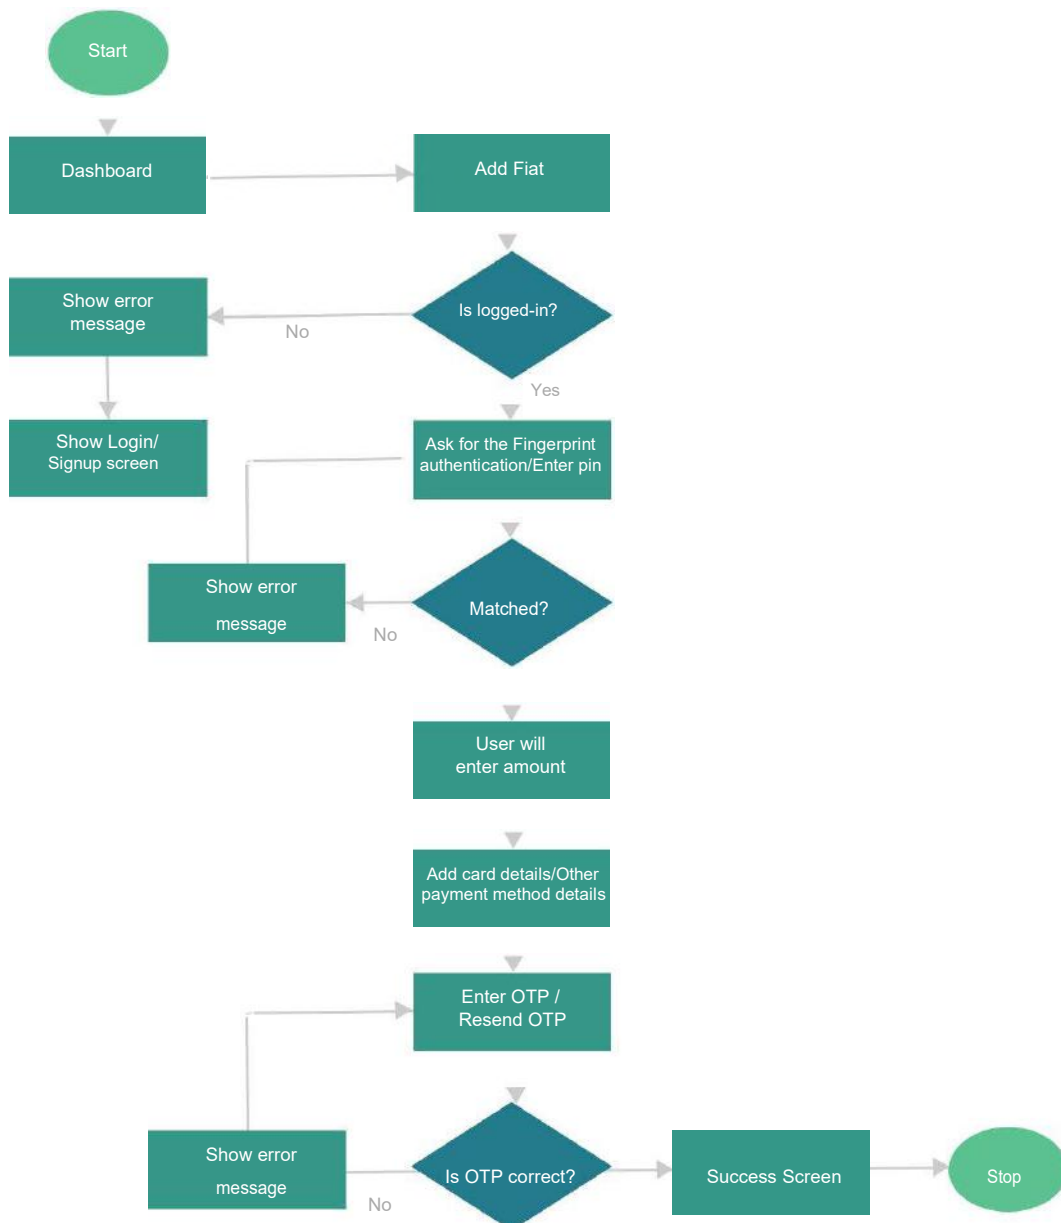 Start
Dashboard
Add Fiat
Is logged-in?
No
Show error
message
Yes
Show Login/
Signup screen
Ask for the Fingerprint
authentication/Enter pin
Matched?
No
Show error
message
User will
enter amount
Add card details/Other
payment method details
Enter OTP /
Resend OTP
Is OTP correct?
No
Show error
message
Success Screen
Stop